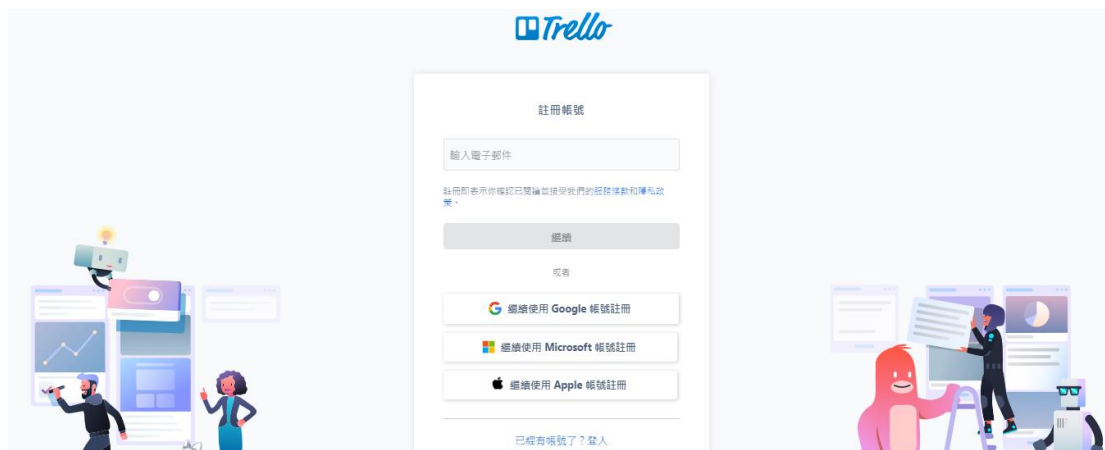 Trello
註冊帳號
輸入電子郵件
註冊即表示你確認已閱讀並接受我們的服務條款和隱私政
策。
繼續
或者
繼續使用 Google 帳號註冊
繼續使用 Microsoft 帳號註冊
繼續使用 Apple 帳號註冊
已經有帳號了？登入